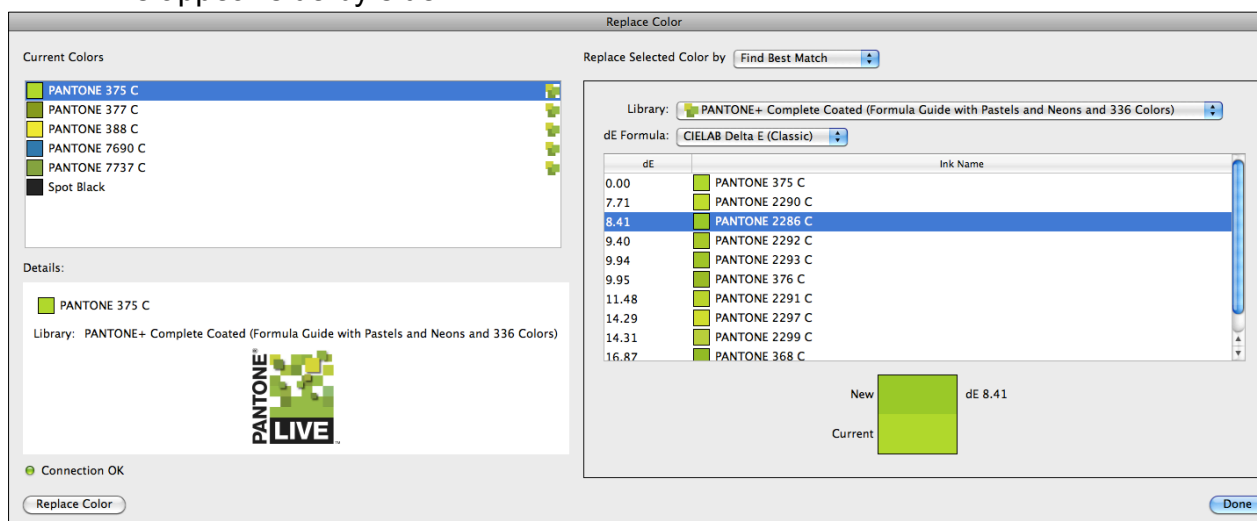 Replace Color
Current Colors
PANTONE 375 C
PANTONE 377 C
PANTONE 388 C
PANTONE 7690 C
PANTONE 7737 C
Spot Black
Details:
PANTONE 375 C
Library: PANTONE+ Complete Coated (Formula Guide with Pastels and Neons and 336 Colors)
PANTONE®
LIVE™
Connection OK
Replace Color
Replace Selected Color by Find Best Match
Library: PANTONE+ Complete Coated (Formula Guide with Pastels and Neons and 336 Colors)
dE Formula: CIELAB Delta E (Classic)
dE Ink Name
0.00 PANTONE 375 C
7.71 PANTONE 2290 C
8.41 PANTONE 2286 C
9.40 PANTONE 2292 C
9.94 PANTONE 2293 C
9.95 PANTONE 376 C
11.48 PANTONE 2291 C
14.29 PANTONE 2297 C
14.31 PANTONE 2299 C
16.87 PANTONE 368 C
New dE 8.41
Current
Done